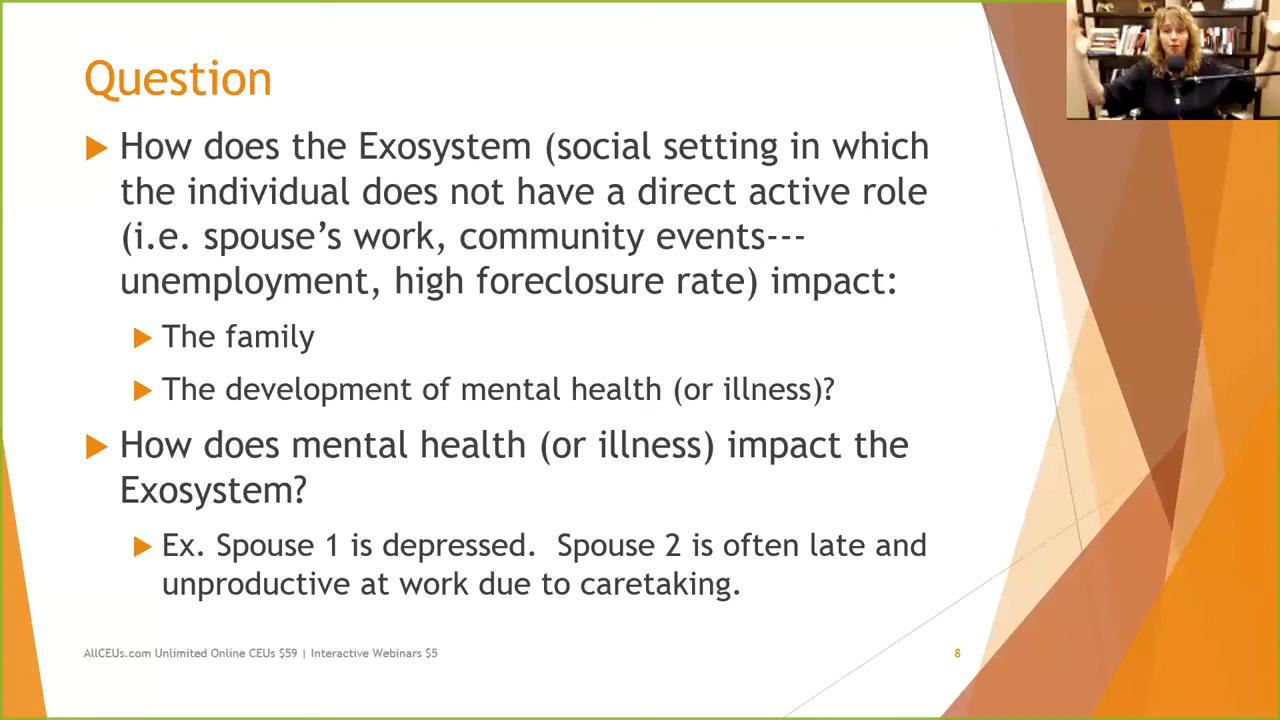 Question
How does the Exosystem (social setting in which
the individual does not have a direct active role
(i.e. spouse’s work, community events---
unemployment, high foreclosure rate) impact:
The family
The development of mental health (or illness)?
How does mental health (or illness) impact the
Exosystem?
Ex. Spouse 1 is depressed.  Spouse 2 is often late and
unproductive at work due to caretaking.
AllCEUs.com Unlimited Online CEUs $59 | Interactive Webinars $5
8